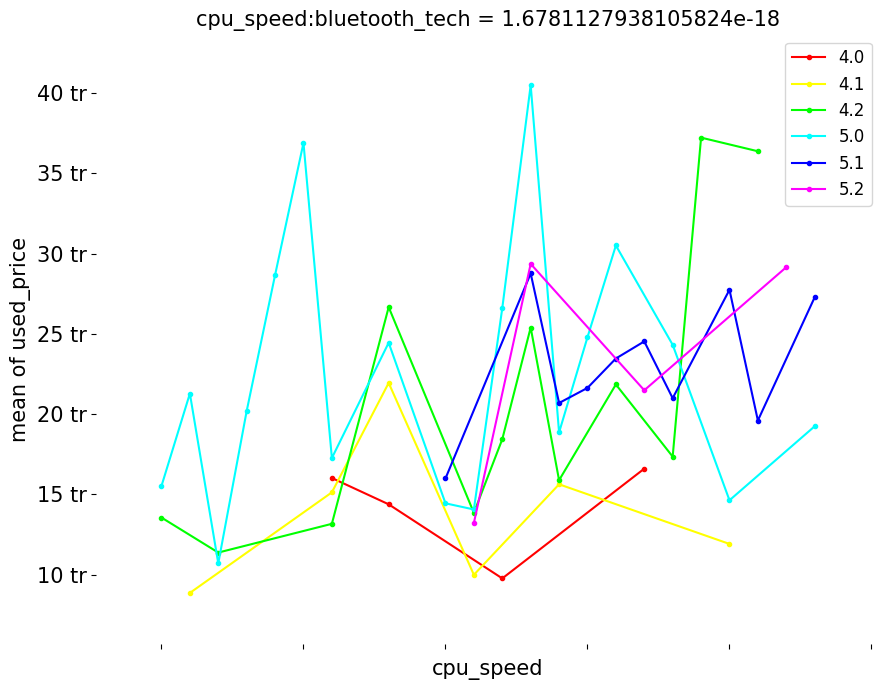 cpu_speed:bluetooth_tech = 1.6781127938105824e-18
4.0
4.1
4.2
5.0
5.1
5.2
40 tr
35 tr
30 tr
25 tr
20 tr
15 tr
10 tr
mean of used_price
cpu_speed